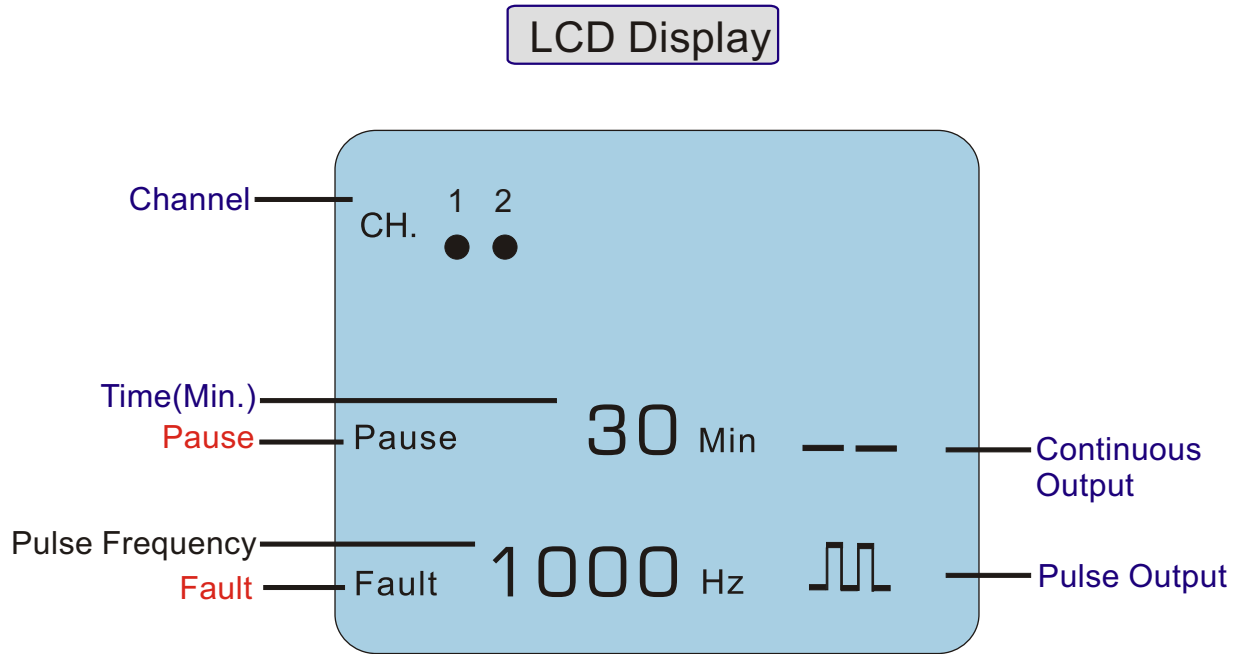 LCD Display
Channel
CH.
1 2
Time(Min.)
30 Min
Pause
Pause
Continuous
Output
Pulse Frequency
1000 Hz
Fault
Fault
Pulse Output